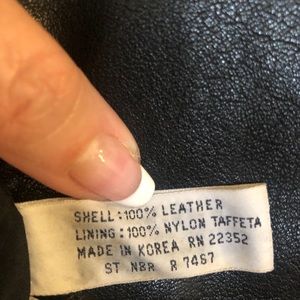 SHELL:100% LEATHER
LINING:100% NYLON TAFFETA
MADE IN KOREA RN 22352
ST NBR R 7467